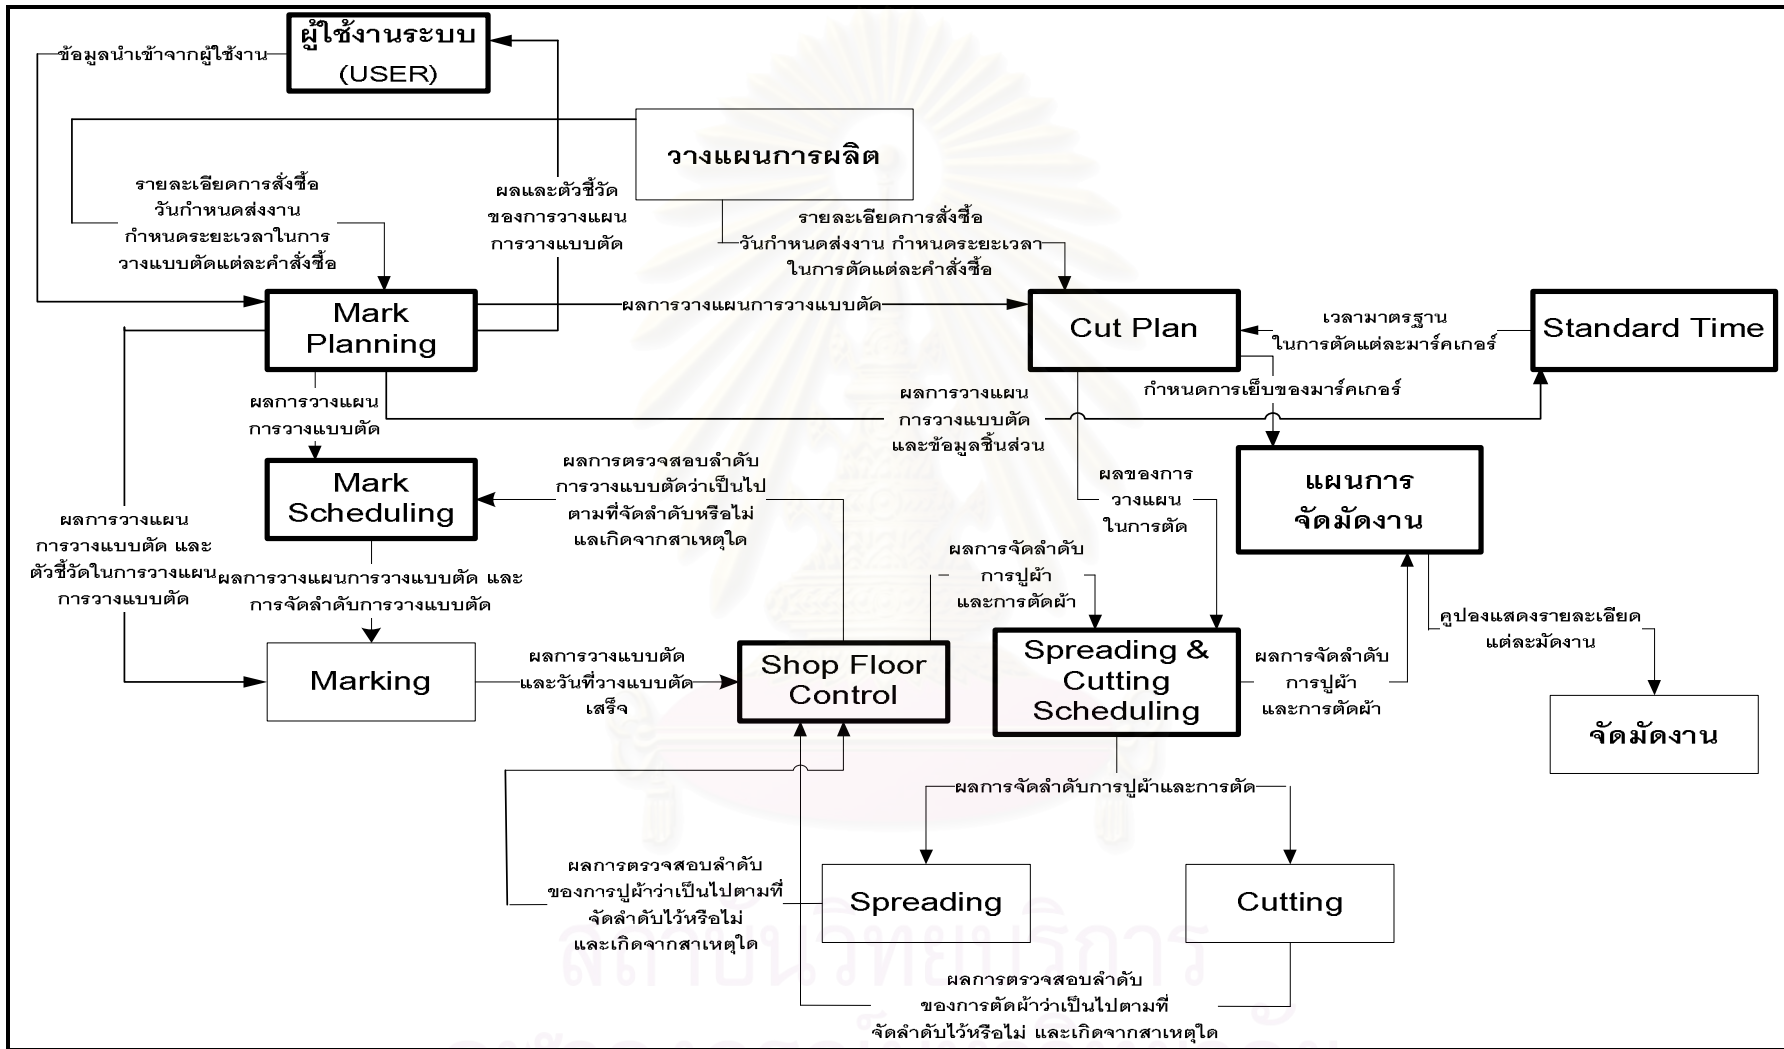 ผู้ใช้งานระบบ
(USER)
ข้อมูลนำเข้าจากผู้ใช้งาน
วางแผนการผลิต
รายละเอียดการสั่งซื้อ
วันกำหนดส่งงาน
กำหนดระยะเวลาในการ
วางแบบตัดแต่ละคำสั่งซื้อ
ผลและตัวชี้วัด
ของการวางแผน
การวางแบบตัด
รายละเอียดการสั่งซื้อ
วันกำหนดส่งงาน กำหนดระยะเวลา
ในการตัดแต่ละคำสั่งซื้อ
Mark
Planning
ผลการวางแผนการวางแบบตัด
Cut Plan
เวลามาตรฐาน
ในการตัดแต่ละมาร์คเกอร์
Standard Time
ผลการวางแผน
การวางแบบตัด
ผลการวางแผน
การวางแบบตัด
และข้อมูลชิ้นส่วน
กำหนดการเย็บของมาร์คเกอร์
Mark
Scheduling
ผลการตรวจสอบลำดับ
การวางแบบตัดว่าเป็นไป
ตามที่จัดลำดับหรือไม่
แลเกิดจากสาเหตุใด
ผลของการ
วางแผน
ในการตัด
แผนการ
จัดมัดงาน
ผลการวางแผน
การวางแบบตัด และ
ตัวชี้วัดในการวางแผน
การวางแบบตัด
ผลการวางแผนการวางแบบตัด และ
การจัดลำดับการวางแบบตัด
ผลการจัดลำดับ
การปูผ้า
และการตัดผ้า
คูปองแสดงรายละเอียด
แต่ละมัดงาน
Marking
ผลการวางแบบตัด
และวันที่วางแบบตัด
เสร็จ
Shop Floor
Control
Spreading &
Cutting
Scheduling
ผลการจัดลำดับ
การปูผ้า
และการตัดผ้า
จัดมัดงาน
ผลการจัดลำดับการปูผ้าและการตัด
ผลการตรวจสอบลำดับ
ของการปูผ้าว่าเป็นไปตามที่
จัดลำดับไว้หรือไม่
และเกิดจากสาเหตุใด
Spreading
Cutting
ผลการตรวจสอบลำดับ
ของการตัดผ้าว่าเป็นไปตามที่
จัดลำดับไว้หรือไม่ และเกิดจากสาเหตุใด
สถาบันวิทยบริการ